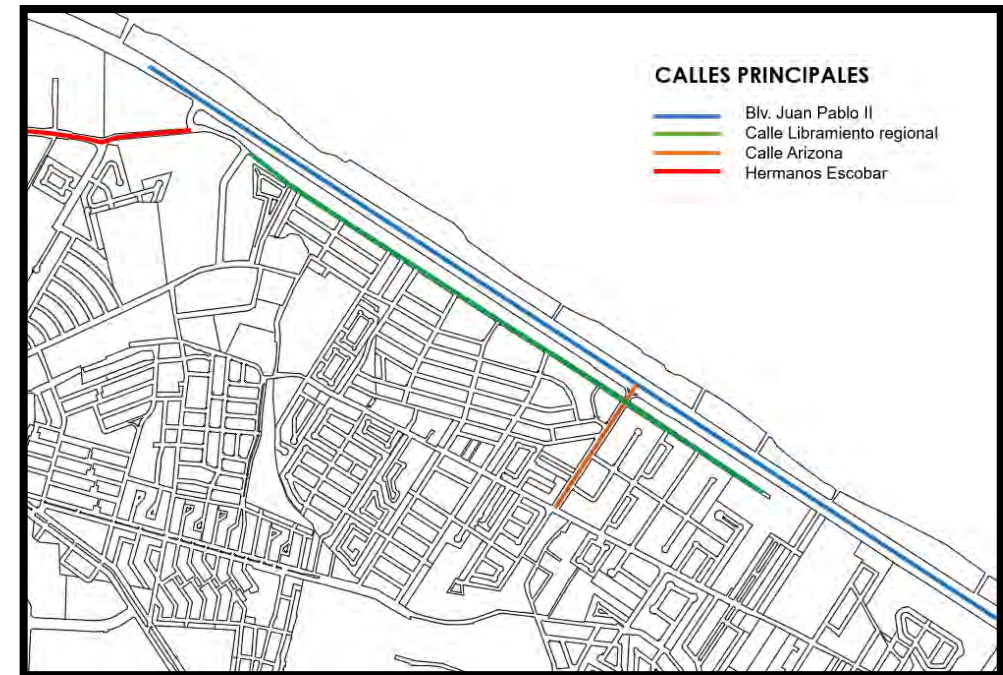 CALLES PRINCIPALES
Blv. Juan Pablo II
Calle Libramiento regional
Calle Arizona
Hermanos Escobar